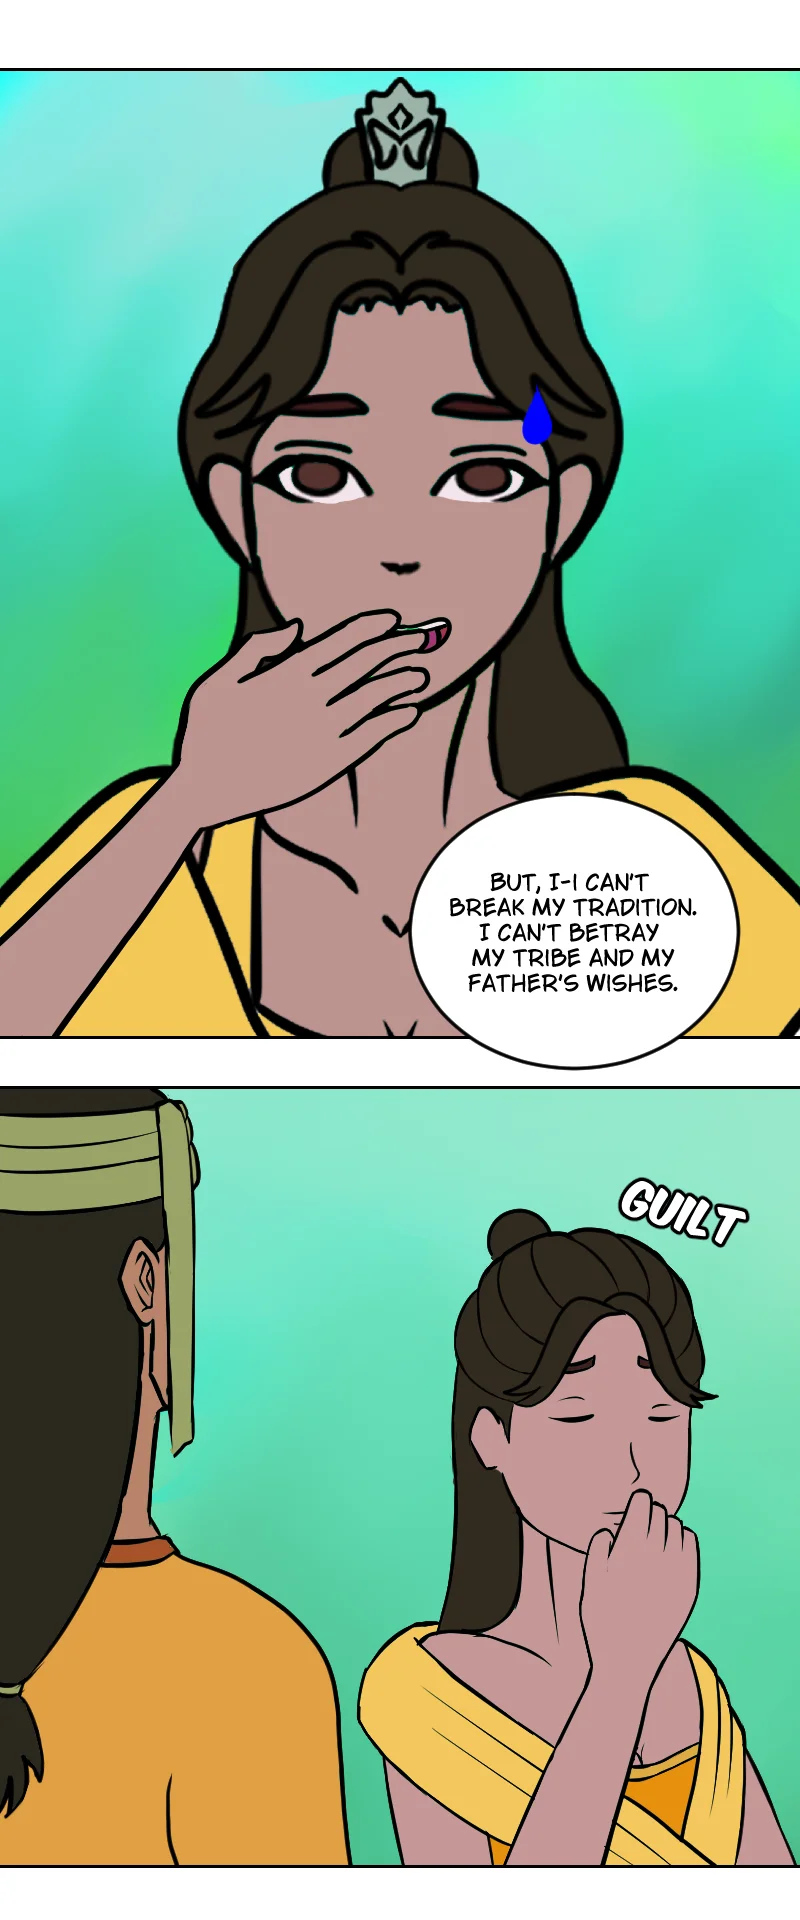 BUT, I-I CAN'T
BREAK MY TRADITION.
I CAN'T BETRAY
MY TRIBE AND MY
FATHER'S WISHES.
GUILT